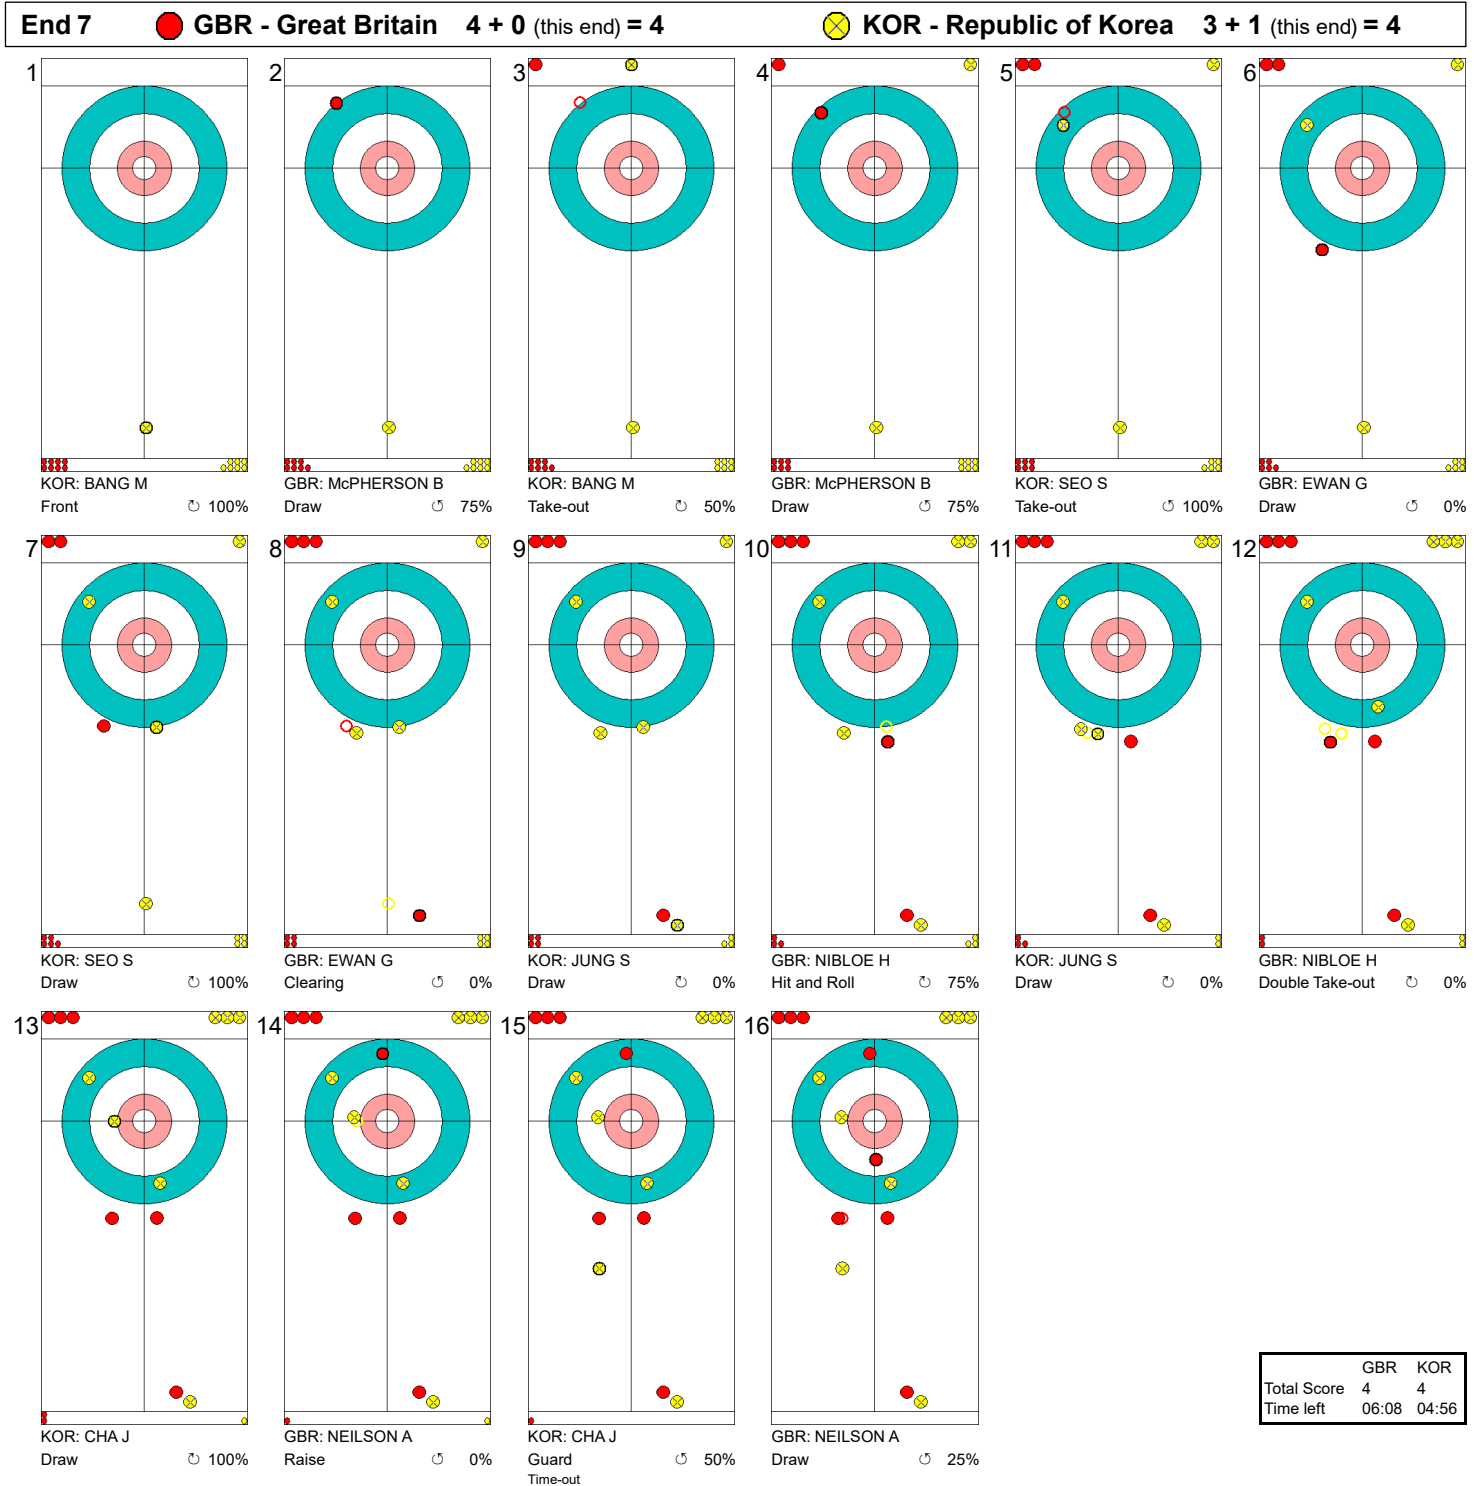 End 7 GBR - Great Britain 4 + 0 (this end) = 4 KOR - Republic of Korea 3 + 1 (this end) = 4
1 2 3 4 5 6
KOR: BANG M GBR: McPHERSON B KOR: BANG M GBR: McPHERSON B KOR: SEO S GBR: EWAN G
Front ↻ 100% Draw ↺ 75% Take-out ↻ 50% Draw ↺ 75% Take-out ↻ 100% Draw ↺ 0%
7 8 9 10 11 12
KOR: SEO S GBR: EWAN G KOR: JUNG S GBR: NIBLOE H KOR: JUNG S GBR: NIBLOE H
Draw ↻ 100% Clearing ↺ 0% Draw ↻ 0% Hit and Roll ↻ 75% Draw ↻ 0% Double Take-out ↻ 0%
13 14 15 16
KOR: CHA J GBR: NEILSON A KOR: CHA J GBR: NEILSON A
Draw ↻ 100% Raise ↺ 0% Guard ↺ 50% Draw ↺ 25%
Time-out
GBR KOR
Total Score 4 4
Time left 06:08 04:56